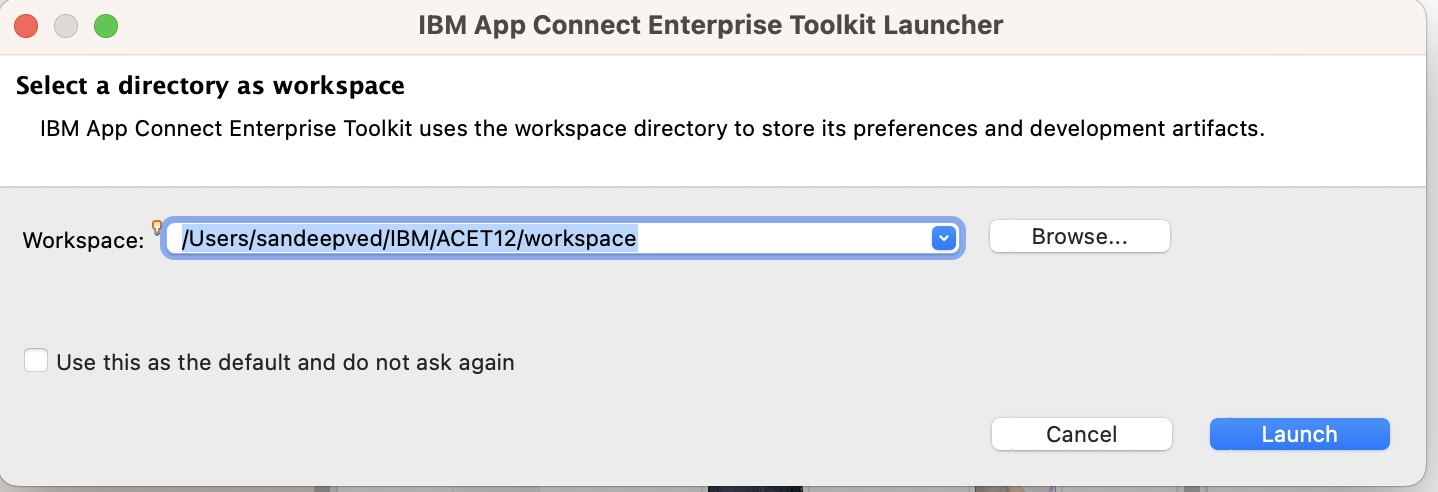 IBM App Connect Enterprise Toolkit Launcher
Select a directory as workspace
IBM App Connect Enterprise Toolkit uses the workspace directory to store its preferences and development artifacts.
Workspace: /Users/sandeepved/IBM/ACET12/workspace Browse...
Use this as the default and do not ask again
Cancel Launch